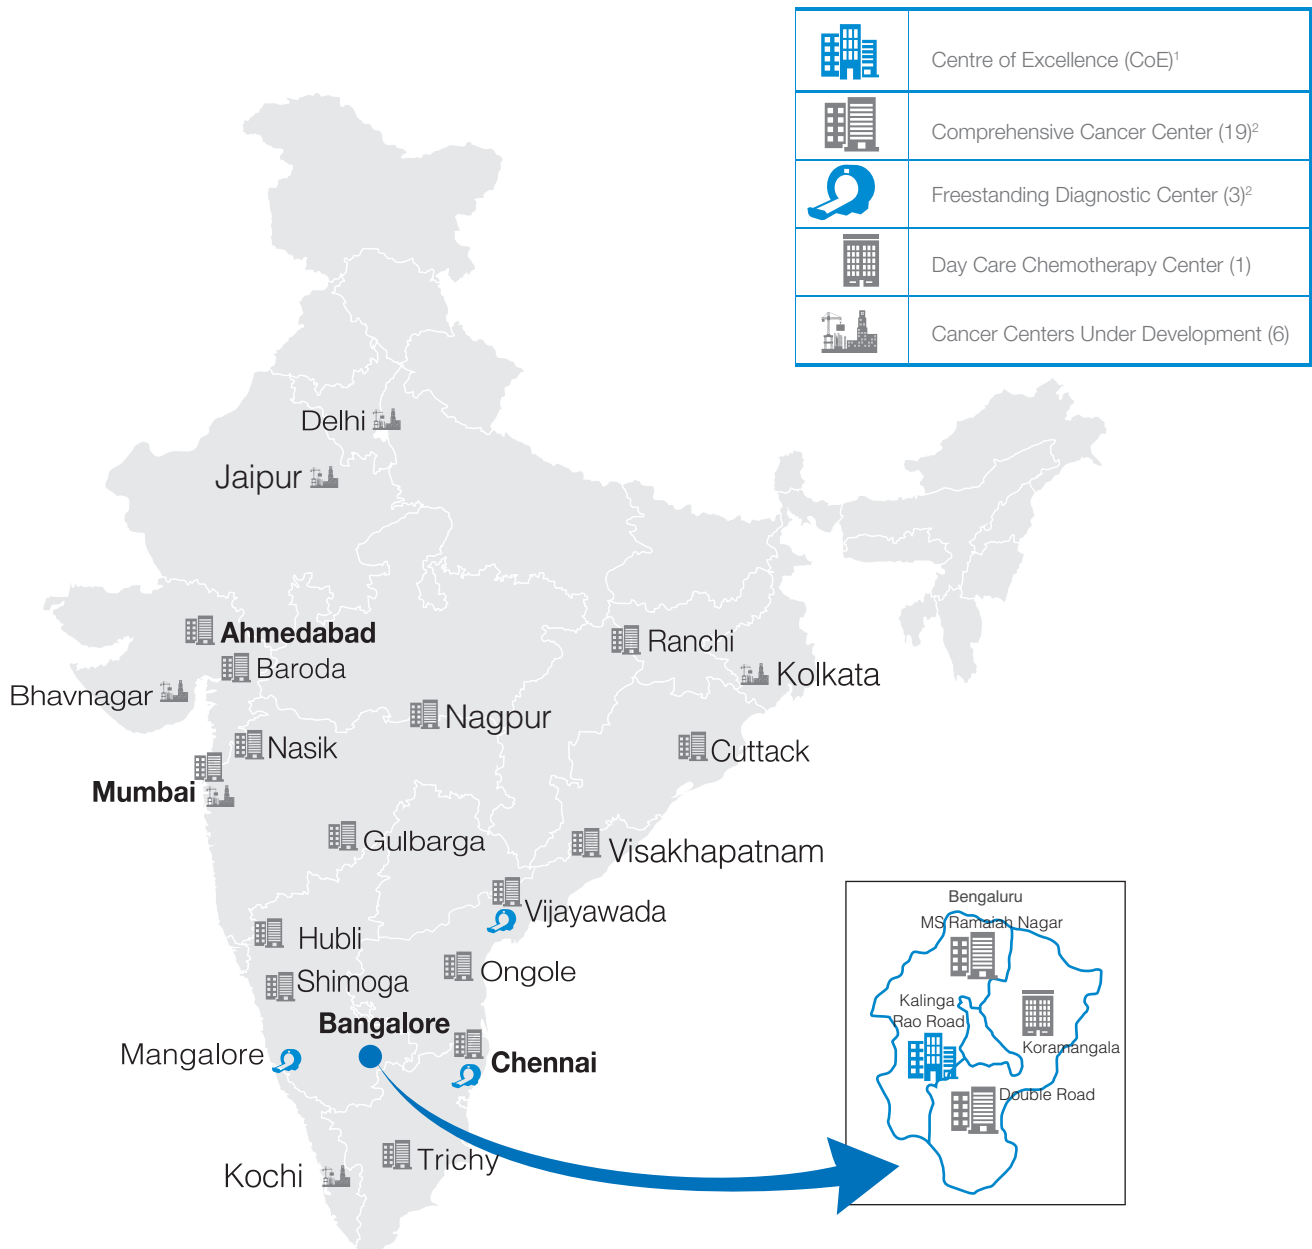 Centre of Excellence (CoE)¹
Comprehensive Cancer Center (19)²
Freestanding Diagnostic Center (3)²
Day Care Chemotherapy Center (1)
Cancer Centers Under Development (6)
Delhi
Jaipur
Ahmedabad
Ranchi
Baroda
Kolkata
Bhavnagar
Nagpur
Nasik
Cuttack
Mumbai
Gulbarga
Visakhapatnam
Vijayawada
Hubli
Ongole
Shimoga
Bangalore
Mangalore
Chennai
Trichy
Kochi
Bengaluru
MS Ramaiah Nagar
Kalinga
Rao Road
Koramangala
Double Road